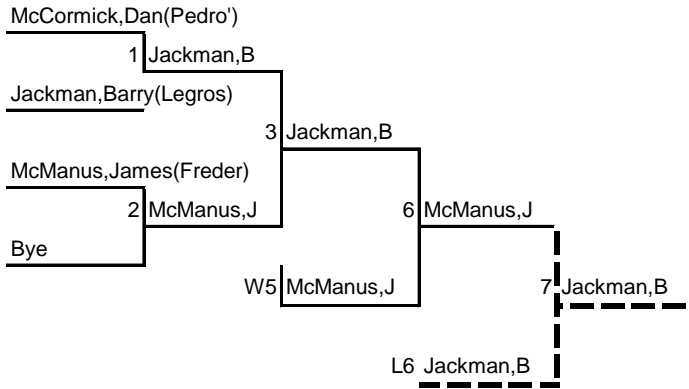 McCormick,Dan(Pedro')
1 Jackman,B
Jackman,Barry(Legros)
3 Jackman,B
McManus,James(Freder)
2 McManus,J
6 McManus,J
Bye
W5 McManus,J
7 Jackman,B
L6 Jackman,B